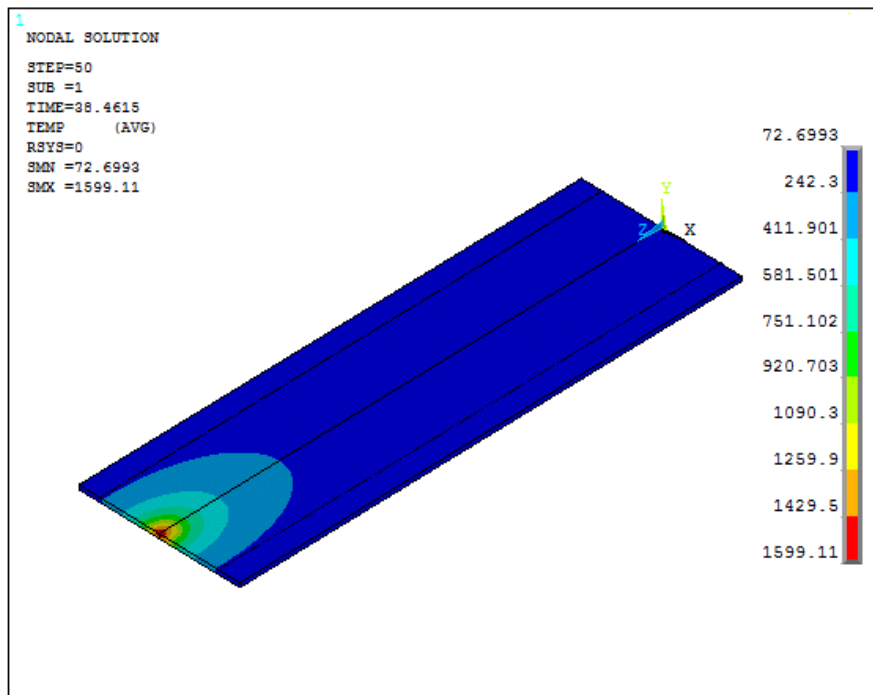 1
NODAL SOLUTION
STEP=50
SUB =1
TIME=38.4615
TEMP (AVG)
RSYS=0
SMN =72.6993
SMX =1599.11
Y
Z X
72.6993
242.3
411.901
581.501
751.102
920.703
1090.3
1259.9
1429.5
1599.11